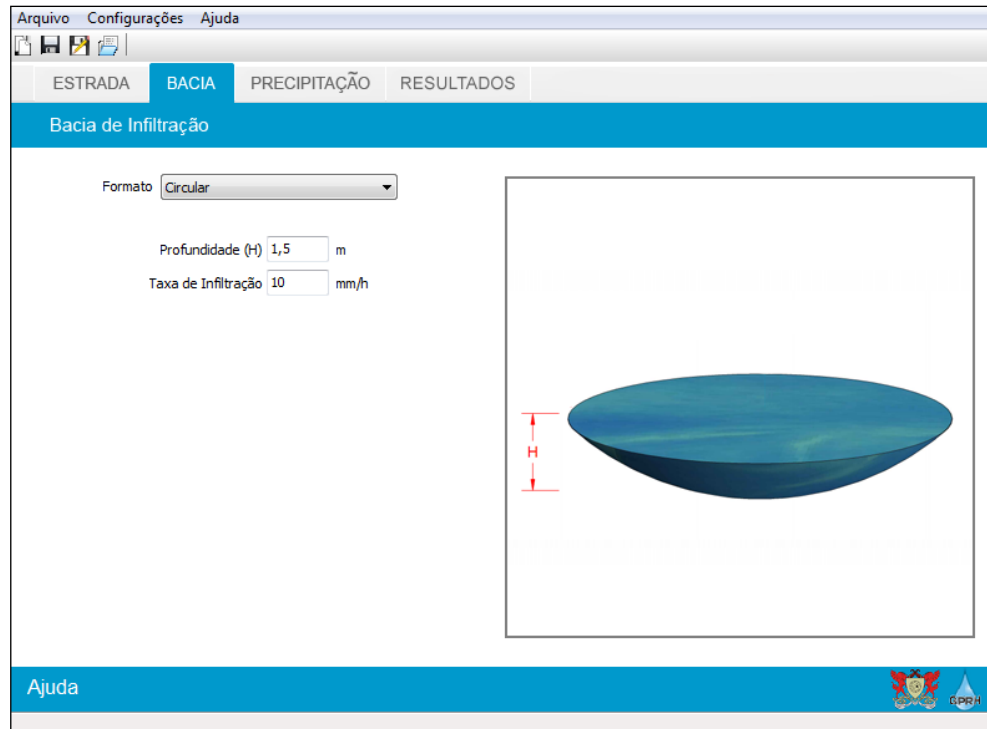 Arquivo Configurações Ajuda
ESTRADA BACIA PRECIPITAÇÃO RESULTADOS
Bacia de Infiltração
Formato Circular
Profundidade (H) 1,5 m
Taxa de Infiltração 10 mm/h
H
Ajuda
GPRH